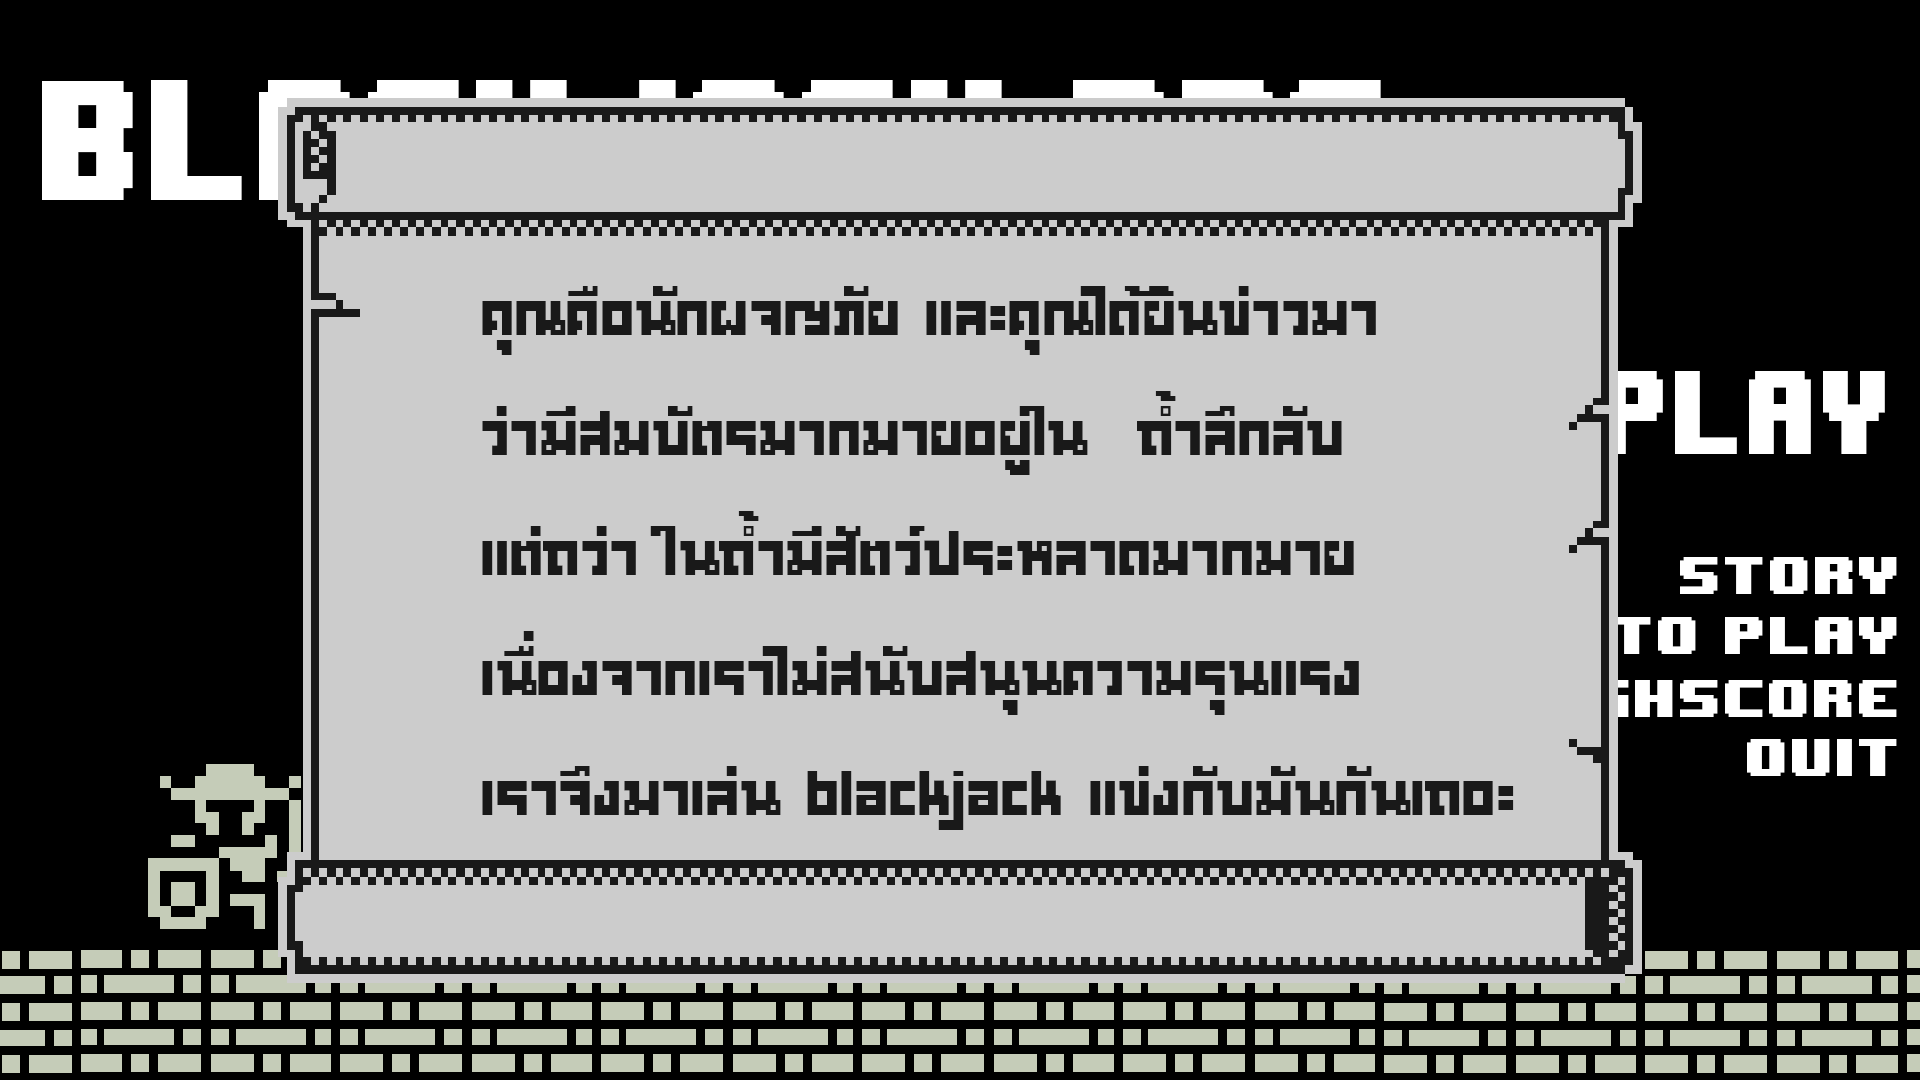 BL
คุณคือนักผจญภัย และคุณได้ยินข่าวมา
ว่ามีสมบัตรมากมายอยู่ใน ถ้ำลึกลับ
แต่ถว่า ในถ้ำมีสัตว์ประหลาดมากมาย
เนื่องจากเราไม่สนับสนุนความรุนแรง
เราจึงมาเล่น blackjack แข่งกับมันกันเถอะ
PLAY
STORY
TO PLAY
HSCORE
QUIT